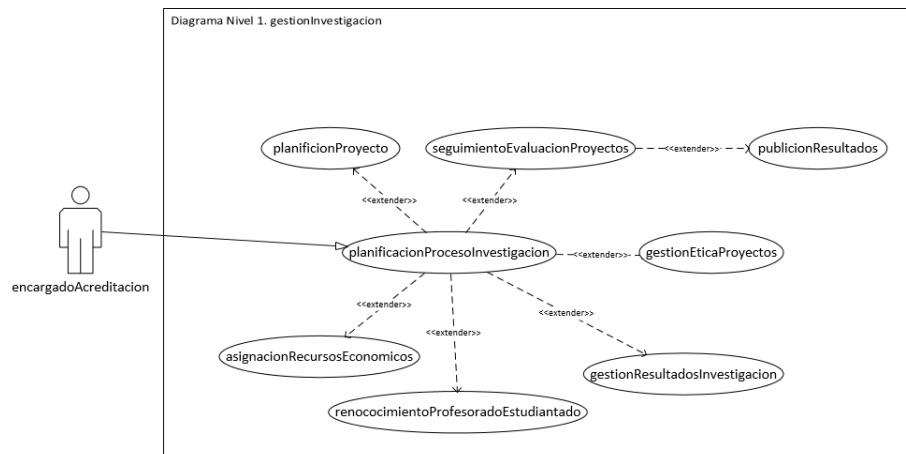 Diagrama Nivel 1. gestionInvestigacion
planificionProyecto
seguimientoEvaluacionProyectos
<<extender>>
publicionResultados
<<extender>>
<<extender>>
planificacionProcesoInvestigacion
<<extender>>
gestionEticaProyectos
encargadoAcreditacion
<<extender>>
<<extender>>
<<extender>>
asignacionRecursosEconomicos
gestionResultadosInvestigacion
renococimientoProfesoradoEstudiantado